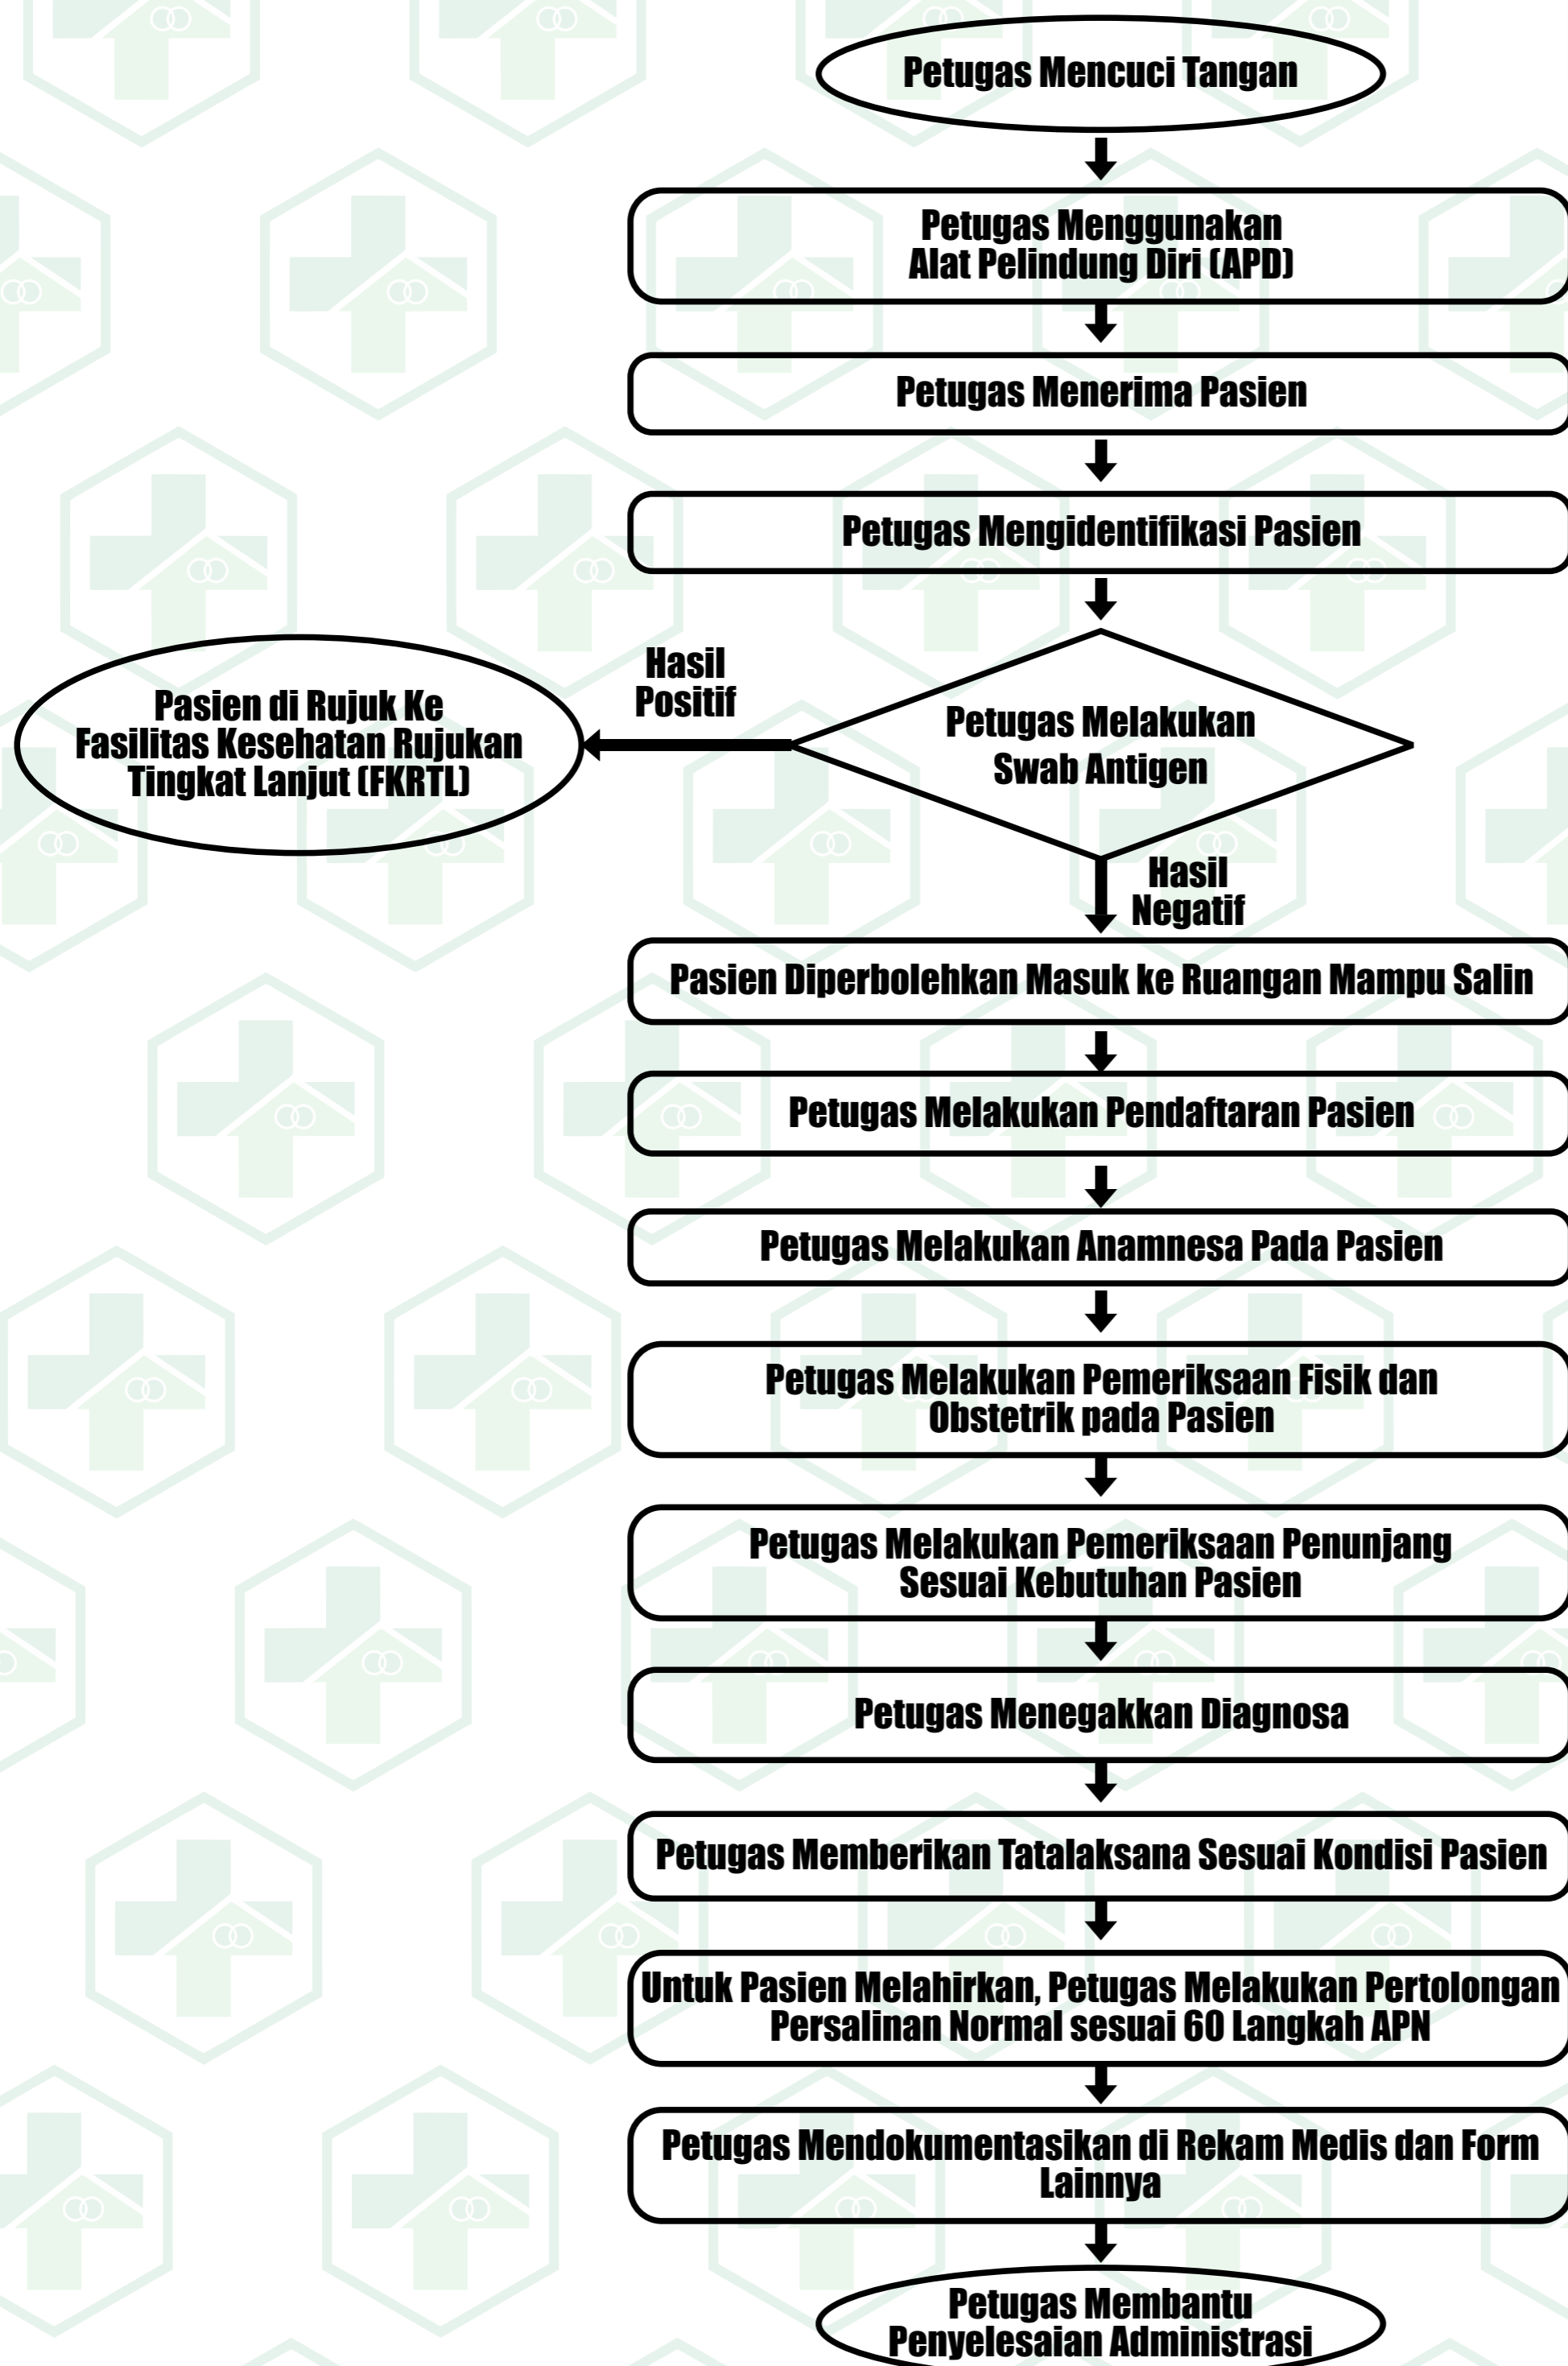 Petugas Mencuci Tangan
Petugas Menggunakan
Alat Pelindung Diri (APD)
Petugas Menerima Pasien
Petugas Mengidentifikasi Pasien
Hasil
Positif
Pasien di Rujuk Ke
Fasilitas Kesehatan Rujukan
Tingkat Lanjut (FKRTL)
Petugas Melakukan
Swab Antigen
Hasil
Negatif
Pasien Diperbolehkan Masuk ke Ruangan Mampu Salin
Petugas Melakukan Pendaftaran Pasien
Petugas Melakukan Anamnesa Pada Pasien
Petugas Melakukan Pemeriksaan Fisik dan
Obstetrik pada Pasien
Petugas Melakukan Pemeriksaan Penunjang
Sesuai Kebutuhan Pasien
Petugas Menegakkan Diagnosa
Petugas Memberikan Tatalaksana Sesuai Kondisi Pasien
Untuk Pasien Melahirkan, Petugas Melakukan Pertolongan
Persalinan Normal sesuai 60 Langkah APN
Petugas Mendokumentasikan di Rekam Medis dan Form
Lainnya
Petugas Membantu
Penyelesaian Administrasi